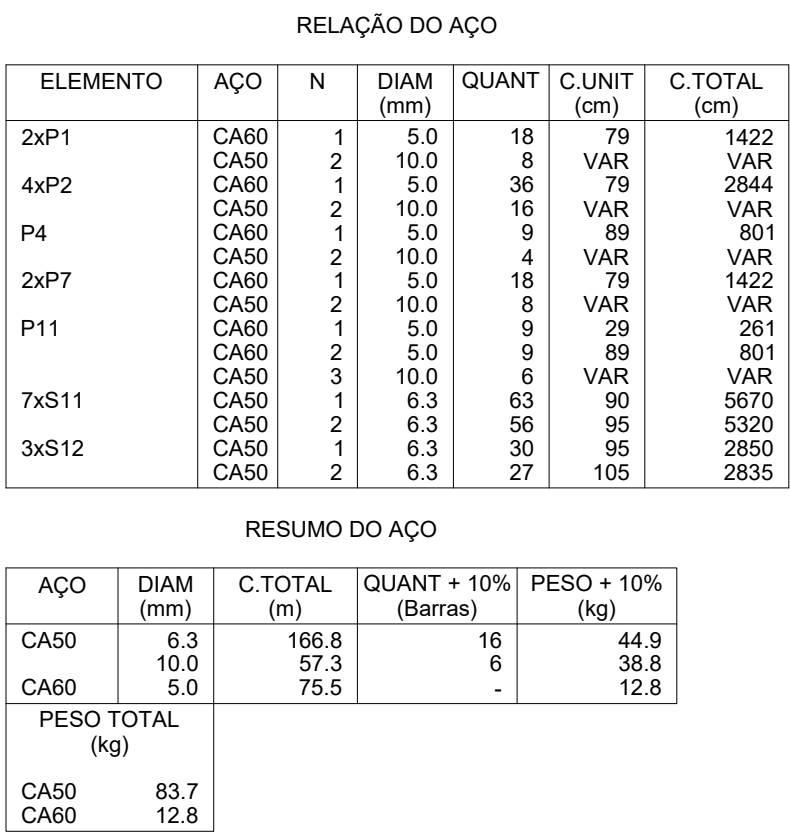 RELAÇÃO DO AÇO
ELEMENTO AÇO N DIAM QUANT C.UNIT C.TOTAL
(mm) (cm) (cm)
2xP1 CA60 1 5.0 18 79 1422
CA50 2 10.0 8 VAR VAR
4xP2 CA60 1 5.0 36 79 2844
CA50 2 10.0 16 VAR VAR
P4 CA60 1 5.0 9 89 801
CA50 2 10.0 4 VAR VAR
2xP7 CA60 1 5.0 18 79 1422
CA50 2 10.0 8 VAR VAR
P11 CA60 1 5.0 9 29 261
CA60 2 5.0 9 89 801
CA50 3 10.0 6 VAR VAR
7xS11 CA50 1 6.3 63 90 5670
CA50 2 6.3 56 95 5320
3xS12 CA50 1 6.3 30 95 2850
CA50 2 6.3 27 105 2835
RESUMO DO AÇO
AÇO DIAM C.TOTAL QUANT + 10% PESO + 10%
(mm) (m) (Barras) (kg)
CA50 6.3 166.8 16 44.9
10.0 57.3 6 38.8
CA60 5.0 75.5 - 12.8
PESO TOTAL
(kg)
CA50 83.7
CA60 12.8